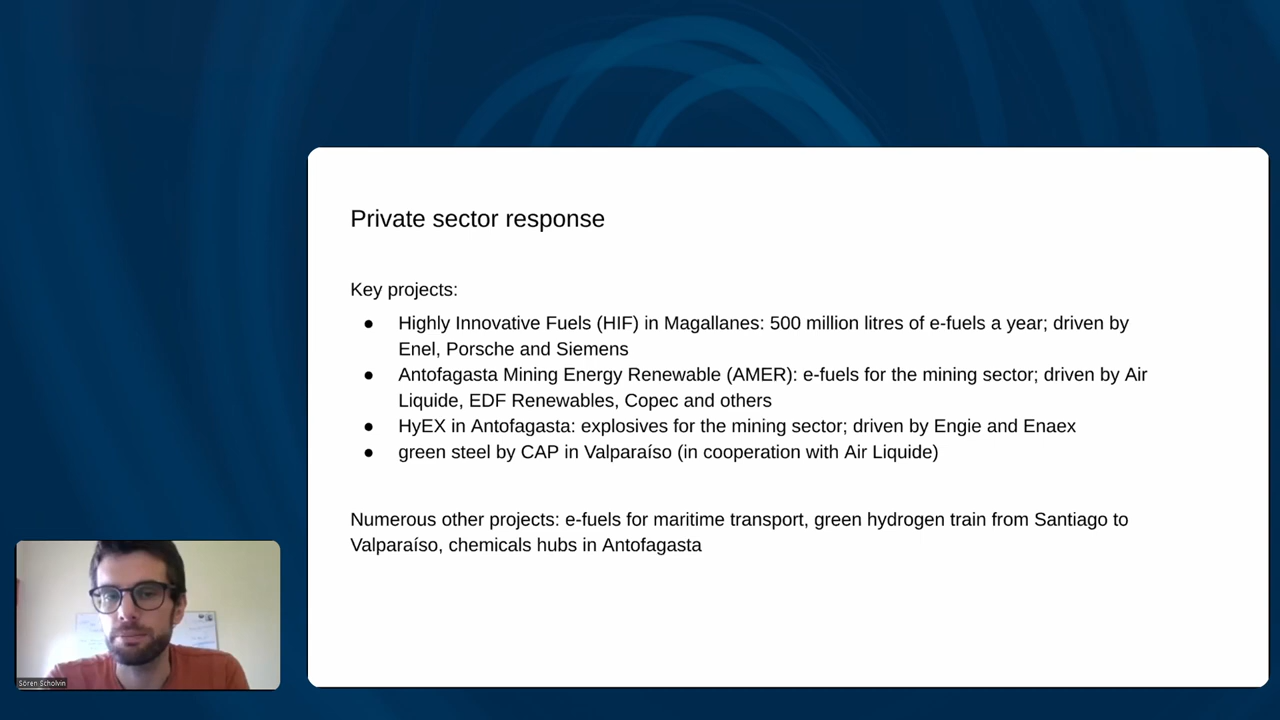 Private sector response
Key projects:
● Highly Innovative Fuels (HIF) in Magallanes: 500 million litres of e-fuels a year; driven by
Enel, Porsche and Siemens
● Antofagasta Mining Energy Renewable (AMER): e-fuels for the mining sector; driven by Air
Liquide, EDF Renewables, Copec and others
● HyEX in Antofagasta: explosives for the mining sector; driven by Engie and Enaex
● green steel by CAP in Valparaíso (in cooperation with Air Liquide)
Numerous other projects: e-fuels for maritime transport, green hydrogen train from Santiago to
Valparaíso, chemicals hubs in Antofagasta
Sören Scholvin